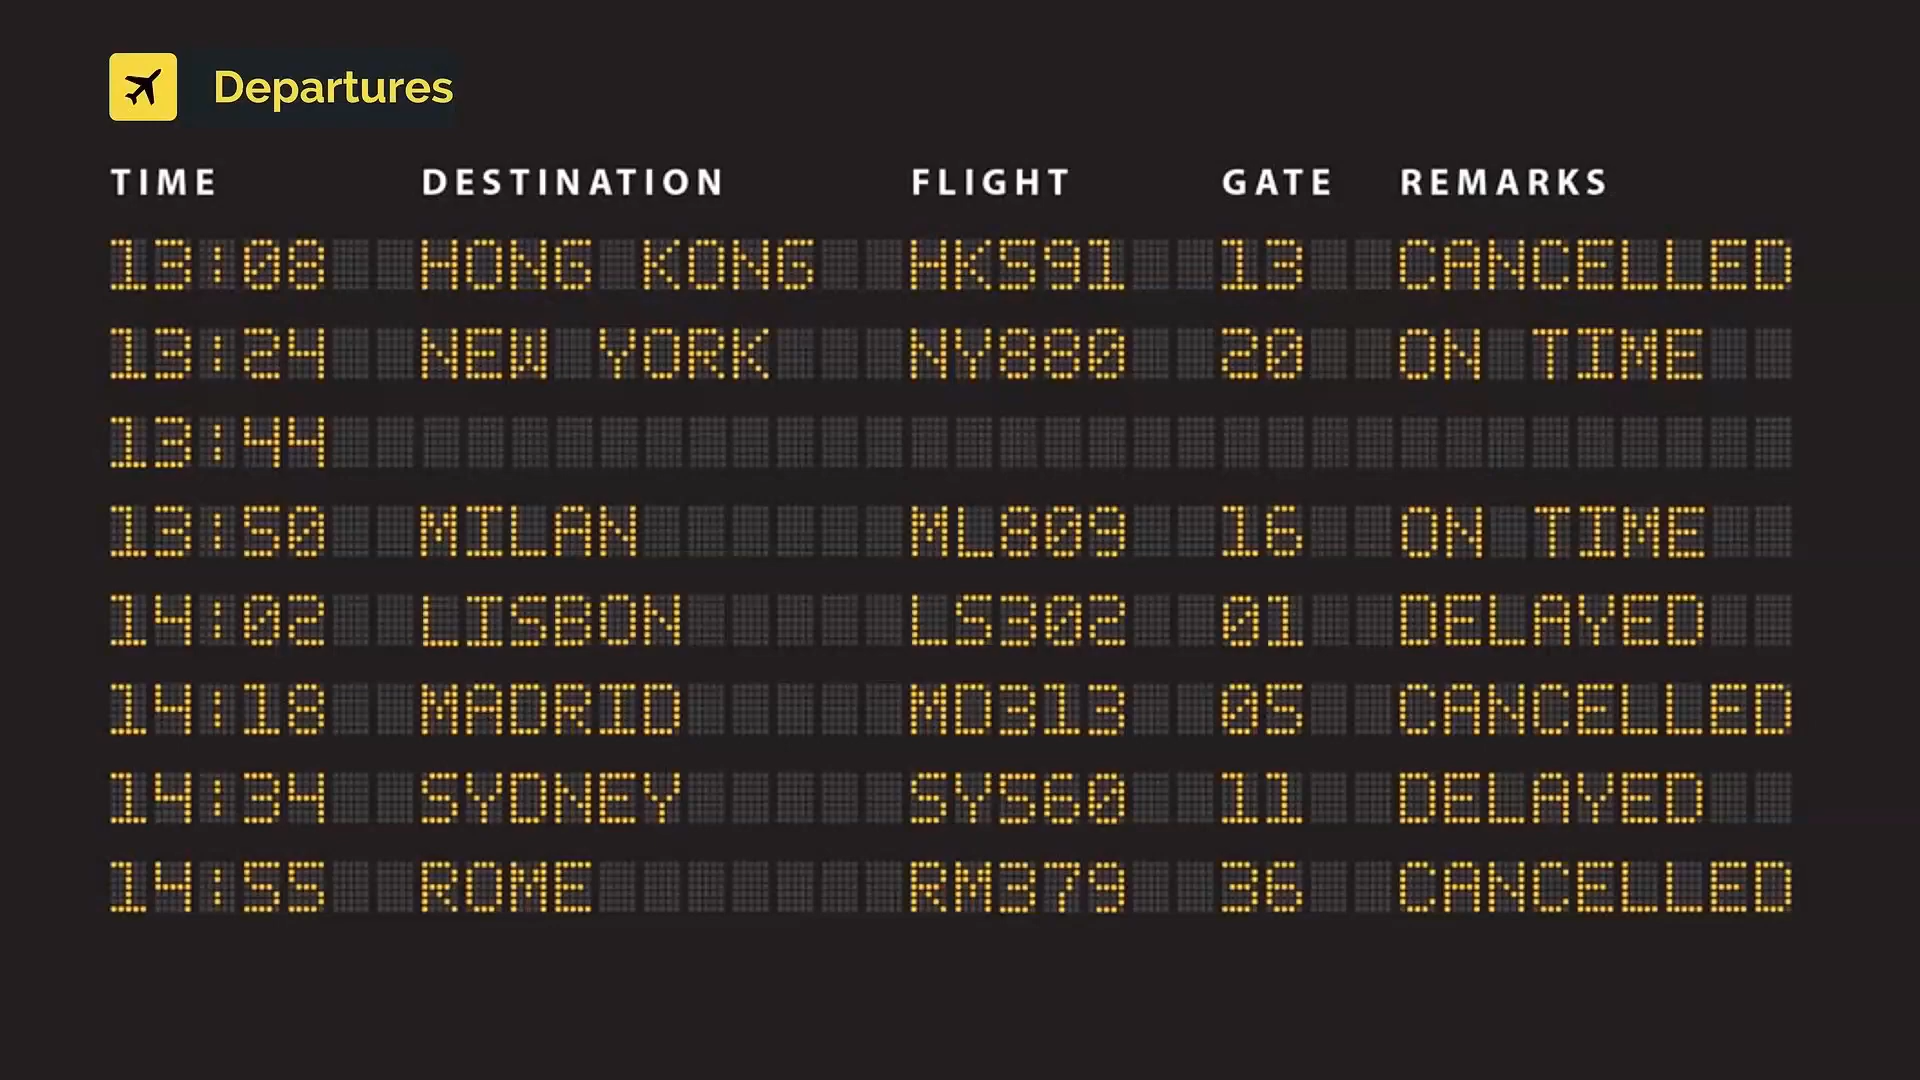 Departures
TIME DESTINATION FLIGHT GATE REMARKS
13:08 HONG KONG HK591 13 CANCELLED
13:24 NEW YORK NY880 20 ON TIME
13:44
13:50 MILAN ML809 16 ON TIME
14:02 LISBON LS302 01 DELAYED
14:18 MADRID MD313 05 CANCELLED
14:34 SYDNEY SY560 11 DELAYED
14:55 ROME RM379 36 CANCELLED